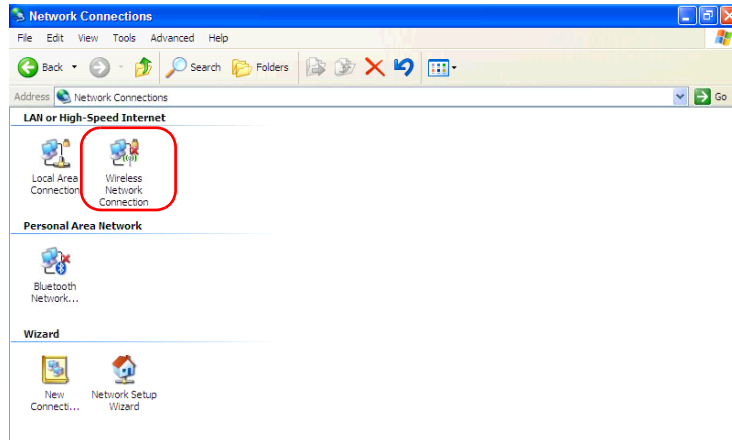 Network Connections
File Edit View Tools Advanced Help
Back Search Folders
Address Network Connections Go
LAN or High-Speed Internet
Local Area Connection
Wireless Network Connection
Personal Area Network
Bluetooth Network...
Wizard
New Connecti...
Network Setup Wizard